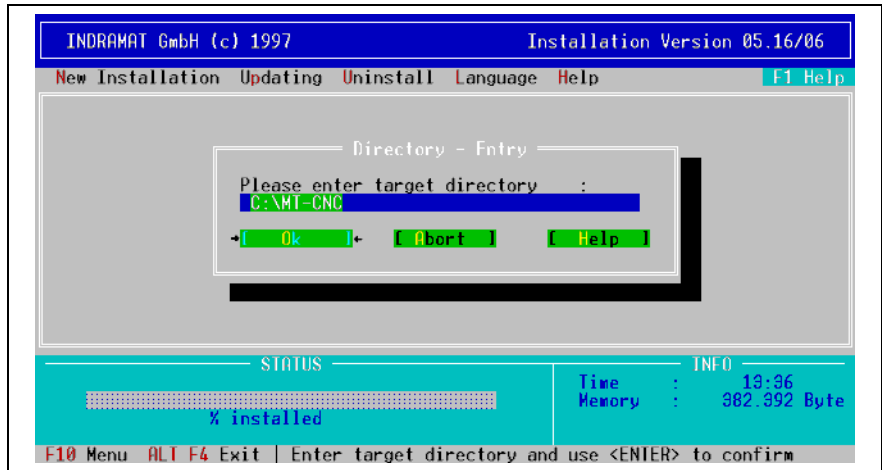 INDRAMAT GmbH (c) 1997 Installation Version 05.16/06
New Installation Updating Uninstall Language Help F1 Help
Directory - Entry
Please enter target directory :
C:\MT-CNC
[ Ok ] [ Abort ] [ Help ]
STATUS INFO
Time : 13:36
Memory : 382.392 Byte
% installed
F10 Menu ALT F4 Exit | Enter target directory and use <ENTER> to confirm